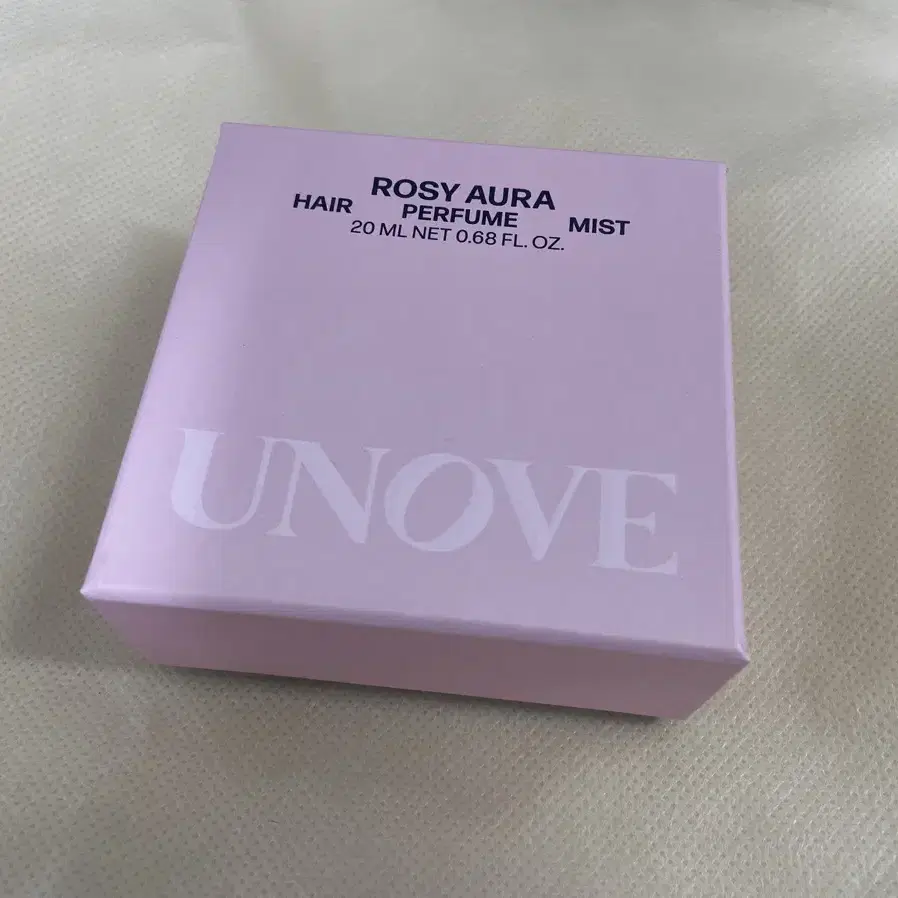 ROSY AURA
HAIR PERFUME MIST
20 ML NET 0.68 FL. OZ.
UNOVE